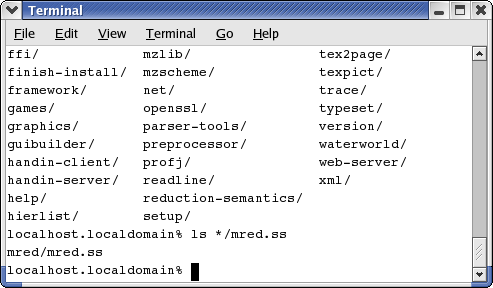 Terminal
File Edit View Terminal Go Help
ffi/ mzlib/ tex2page/
finish-install/ mzscheme/ texpict/
framework/ net/ trace/
games/ openssl/ typeset/
graphics/ parser-tools/ version/
guibuilder/ preprocessor/ waterworld/
handin-client/ profj/ web-server/
handin-server/ readline/ xml/
help/ reduction-semantics/
hierlist/ setup/
localhost.localdomain% ls */mred.ss
mred/mred.ss
localhost.localdomain%